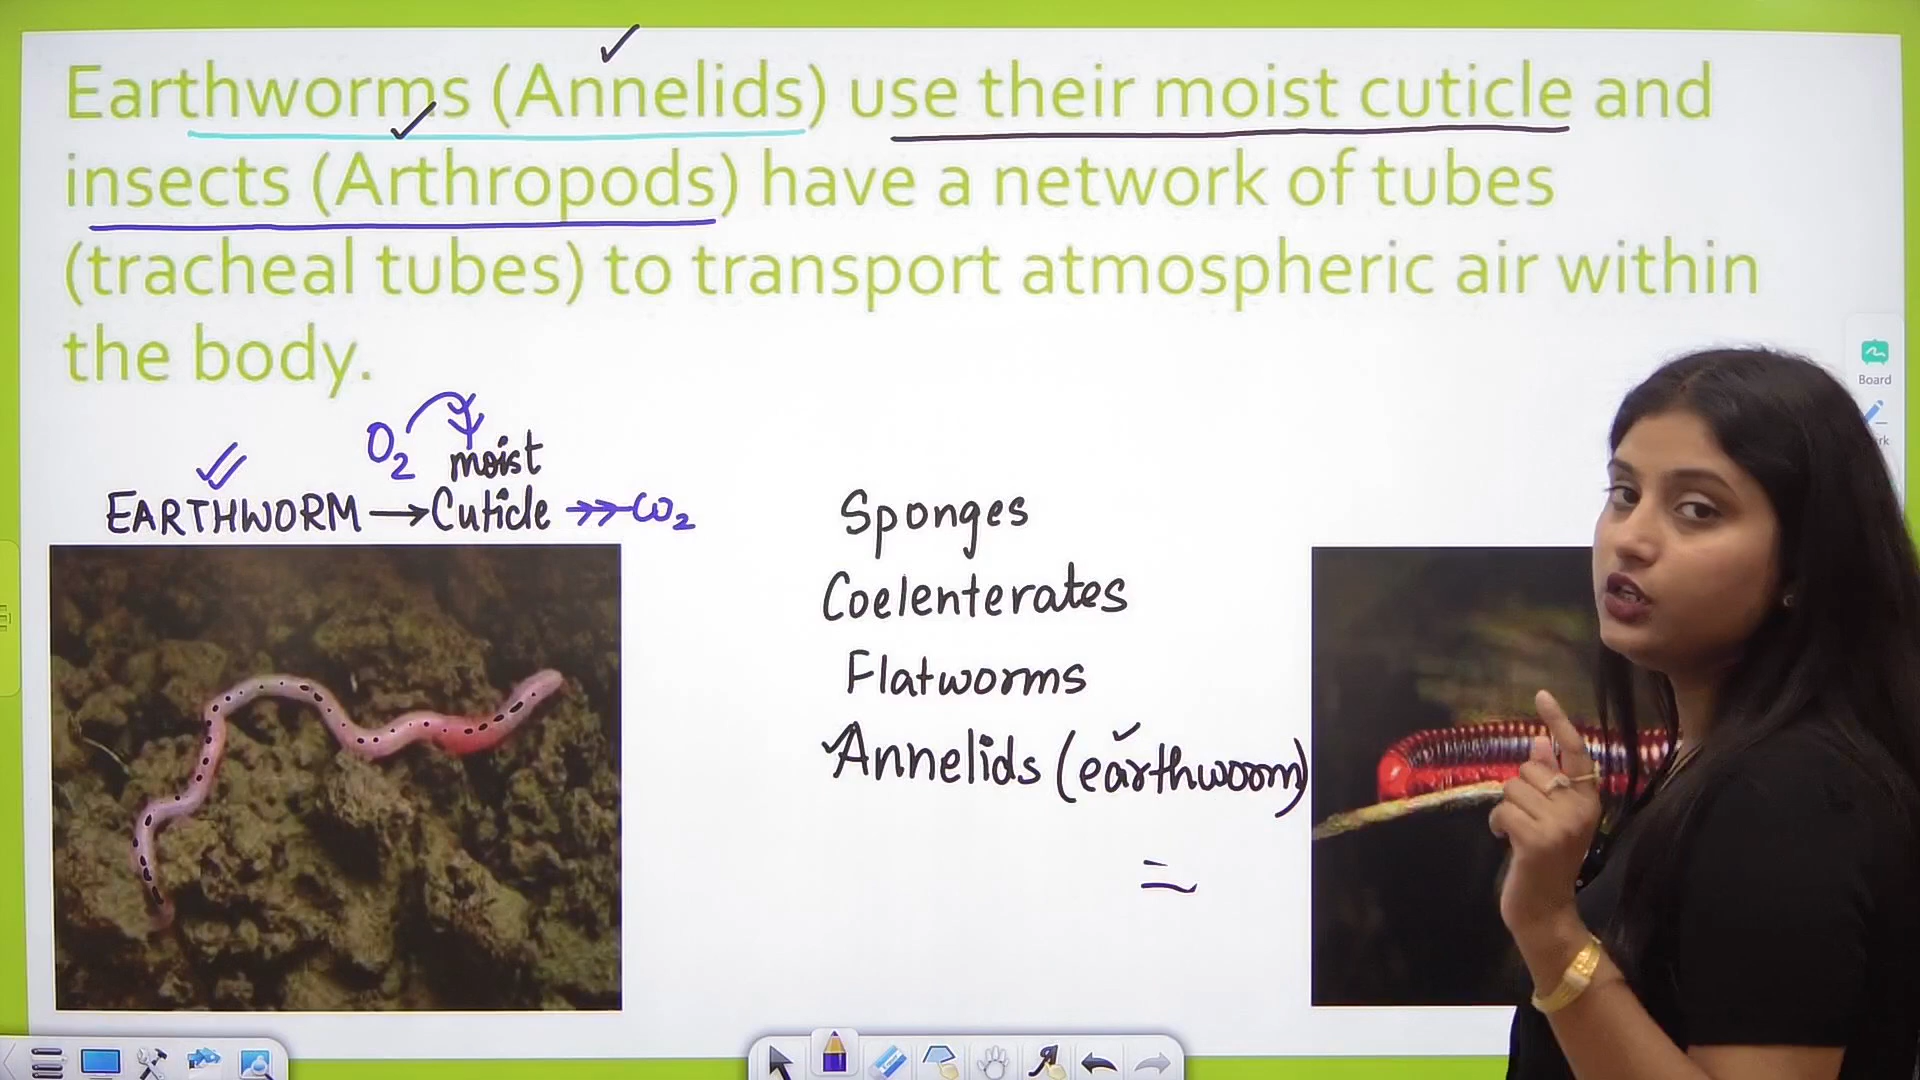 Earthworms (Annelids) use their moist cuticle and
insects (Arthropods) have a network of tubes
(tracheal tubes) to transport atmospheric air within
the body.
O2 moist
EARTHWORM → Cuticle →→ CO2
Sponges
Coelenterates
Flatworms
Annelids (earthworm)
Board